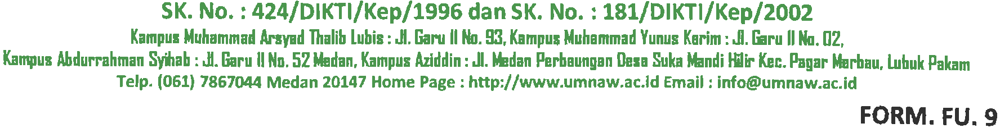 SK. No. : 424/DIKTI/Kep/1996 dan SK. No. : 181/DIKTI/Kep/2002
Kampus Muhammad Arsyad Thalib Lubis : Jl. Garu II No. 93, Kampus Muhammad Yunus Karim : Jl. Garu II No. 02,
Kampus Abdurrahman Syihab : Jl. Garu II No. 52 Medan, Kampus Aziddin : Jl. Medan Perbaungan Desa Suka Mandi Hilir Kec. Pagar Marbau, Lubuk Pakam
Telp. (061) 7867044 Medan 20147 Home Page : http://www.umnaw.ac.id Email : info@umnaw.ac.id
FORM. FU. 9